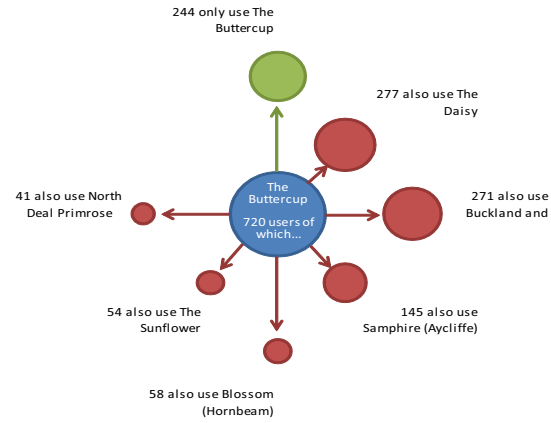 244 only use The
Buttercup
277 also use The
Daisy
The
Buttercup
720 users of
which...
41 also use North
Deal Primrose
271 also use
Buckland and
54 also use The
Sunflower
145 also use
Samphire (Aycliffe)
58 also use Blossom
(Hornbeam)